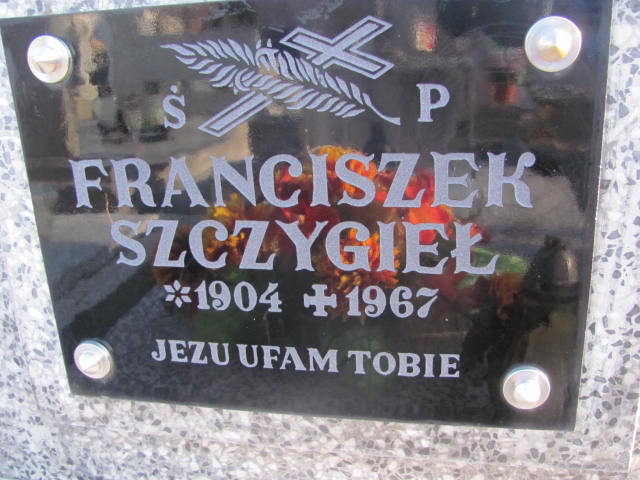 Ś P
FRANCISZEK
SZCZYGIEŁ
*1904 ✝1967
JEZU UFAM TOBIE